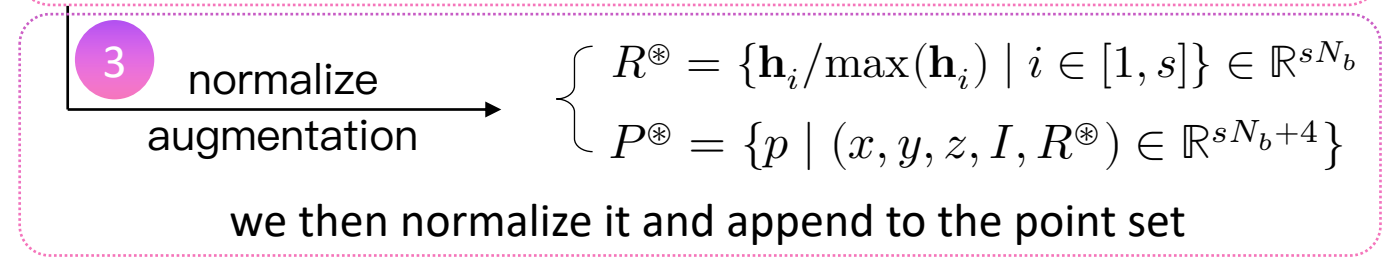 3
normalize
augmentation
R^⊛ = {𝐡_i/max(𝐡_i) | i ∈ [1, s]} ∈ ℝ^{sN_b}
P^⊛ = {p | (x, y, z, I, R^⊛) ∈ ℝ^{sN_b+4}}
we then normalize it and append to the point set